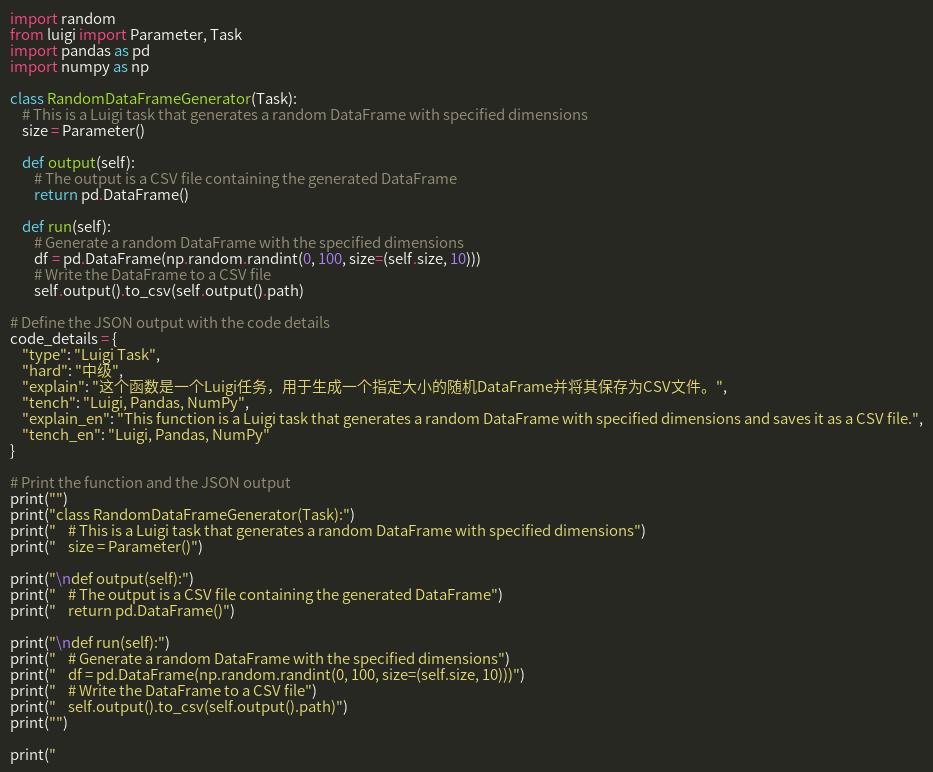 import random
from luigi import Parameter, Task
import pandas as pd
import numpy as np

class RandomDataFrameGenerator(Task):
    # This is a Luigi task that generates a random DataFrame with specified dimensions
    size = Parameter()

    def output(self):
        # The output is a CSV file containing the generated DataFrame
        return pd.DataFrame()

    def run(self):
        # Generate a random DataFrame with the specified dimensions
        df = pd.DataFrame(np.random.randint(0, 100, size=(self.size, 10)))
        # Write the DataFrame to a CSV file
        self.output().to_csv(self.output().path)

# Define the JSON output with the code details
code_details = {
    "type": "Luigi Task",
    "hard": "中级",
    "explain": "这个函数是一个Luigi任务，用于生成一个指定大小的随机DataFrame并将其保存为CSV文件。",
    "tench": "Luigi, Pandas, NumPy",
    "explain_en": "This function is a Luigi task that generates a random DataFrame with specified dimensions and saves it as a CSV file.",
    "tench_en": "Luigi, Pandas, NumPy"
}

# Print the function and the JSON output
print("")
print("class RandomDataFrameGenerator(Task):")
print("    # This is a Luigi task that generates a random DataFrame with specified dimensions")
print("    size = Parameter()")

print("\ndef output(self):")
print("    # The output is a CSV file containing the generated DataFrame")
print("    return pd.DataFrame()")

print("\ndef run(self):")
print("    # Generate a random DataFrame with the specified dimensions")
print("    df = pd.DataFrame(np.random.randint(0, 100, size=(self.size, 10)))")
print("    # Write the DataFrame to a CSV file")
print("    self.output().to_csv(self.output().path)")
print("")

print("